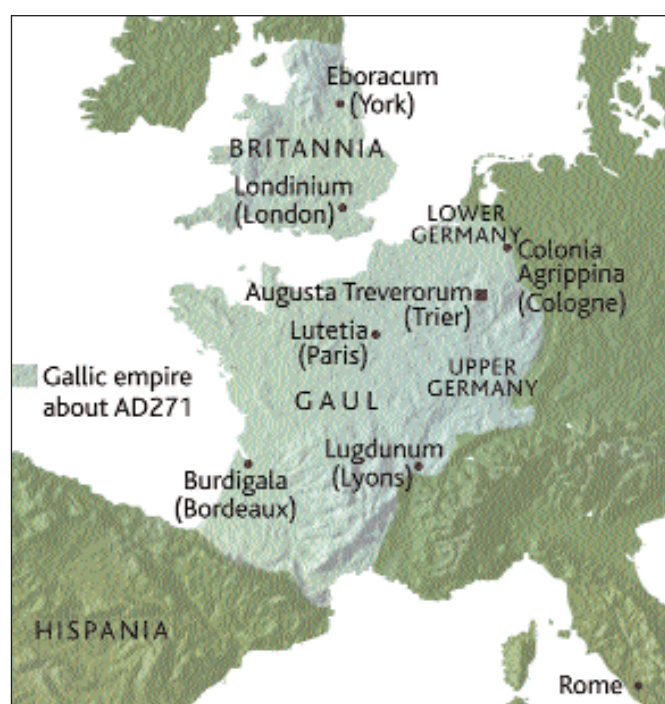 Eboracum
(York)
BRITANNIA
Londinium
(London)
LOWER
GERMANY
Colonia
Agrippina
(Cologne)
Augusta Treverorum
(Trier)
Lutetia
(Paris)
UPPER
GERMANY
Gallic empire
about AD271
GAUL
Lugdunum
(Lyons)
Burdigala
(Bordeaux)
HISPANIA
Rome